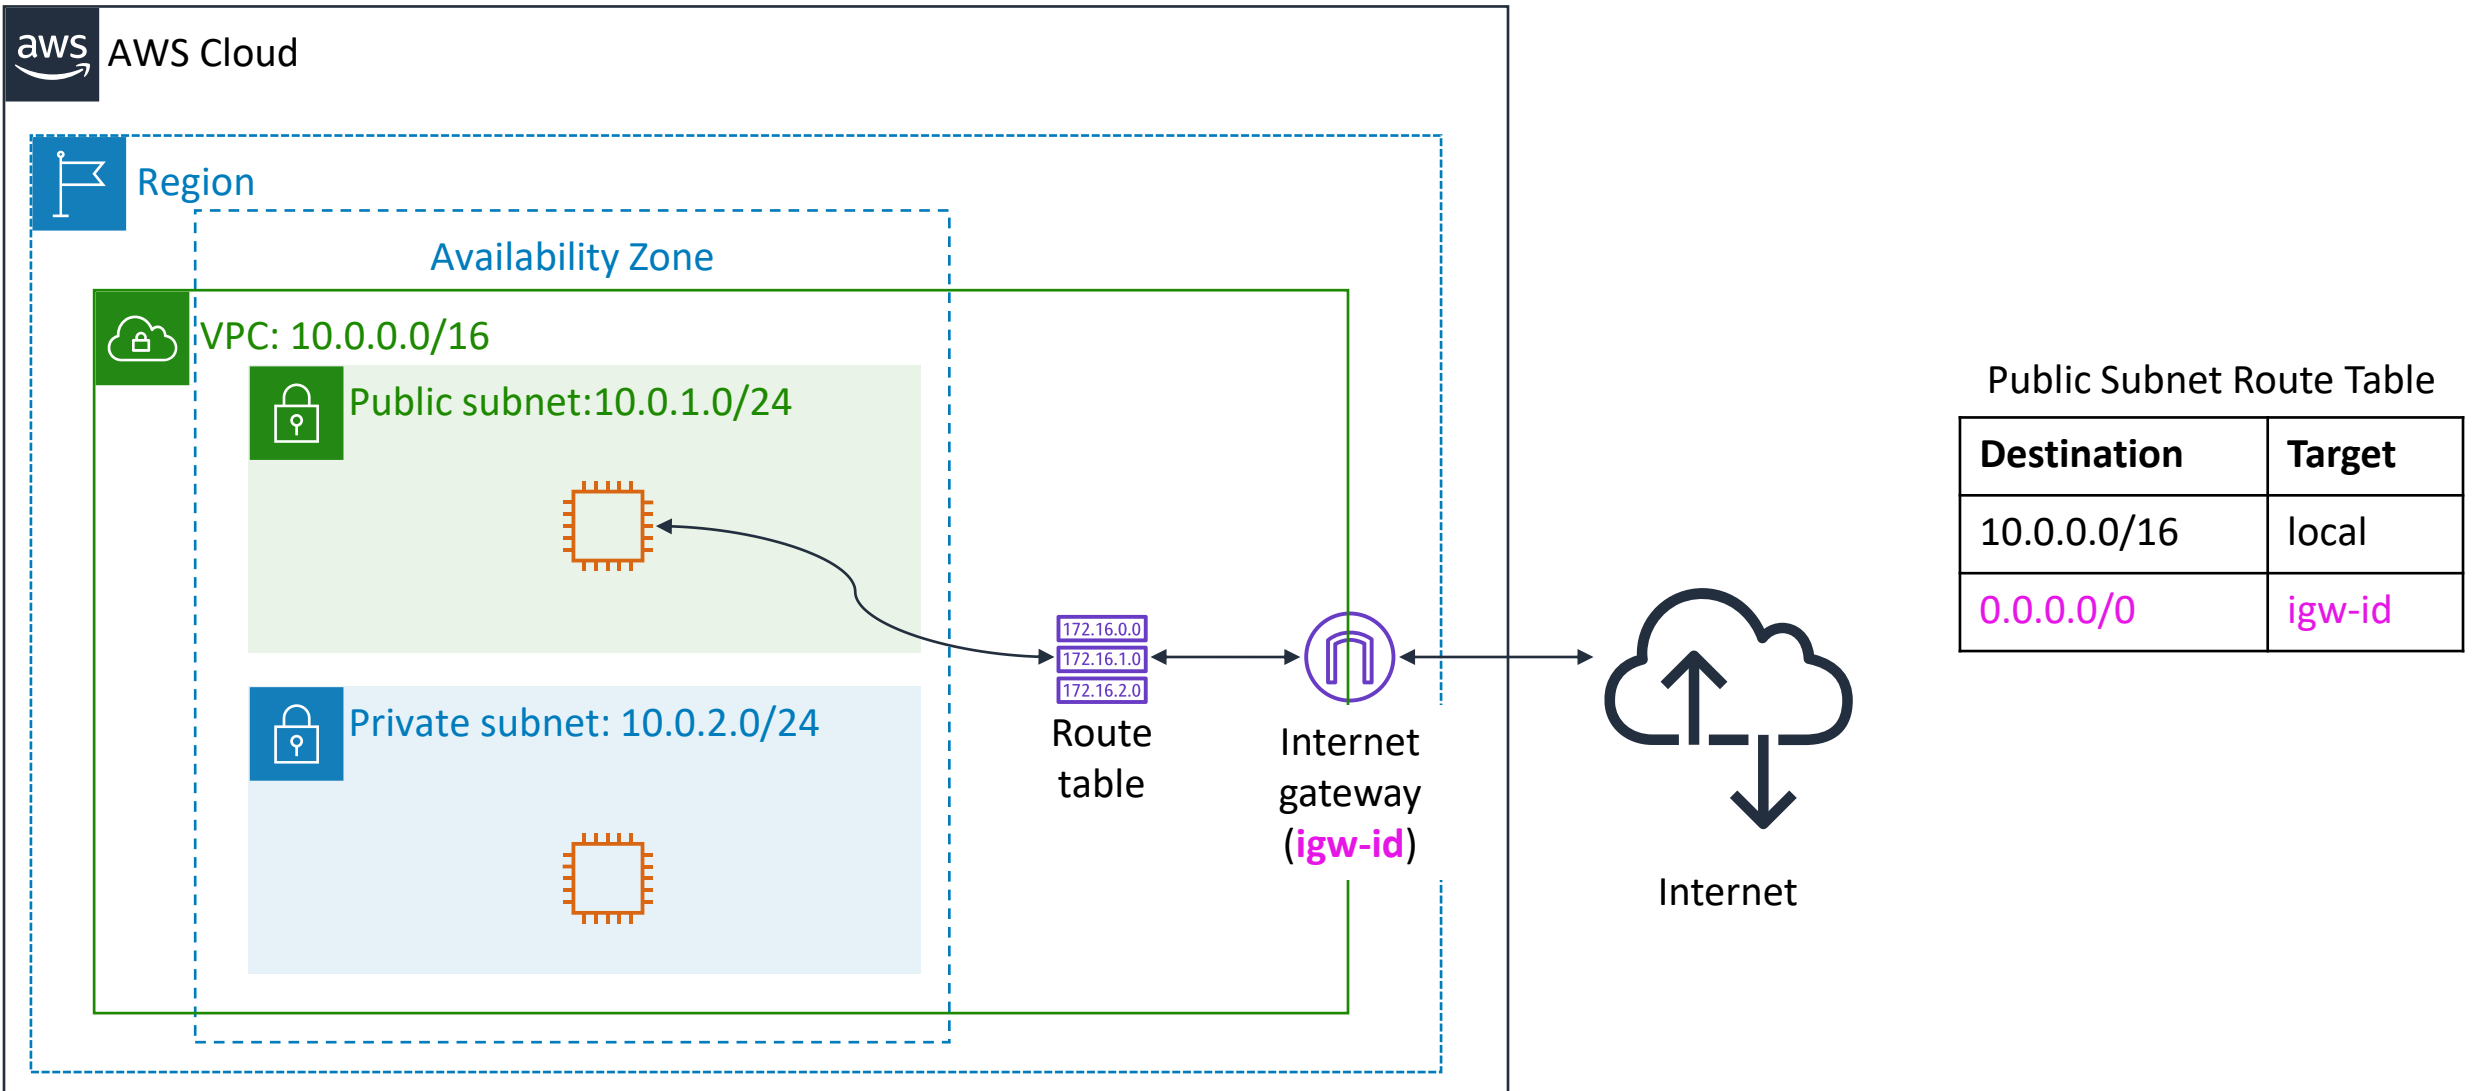 aws
AWS Cloud
Region
Availability Zone
VPC: 10.0.0.0/16
Public subnet:10.0.1.0/24
Private subnet: 10.0.2.0/24
172.16.0.0
172.16.1.0
172.16.2.0
Route
table
Internet
gateway
(igw-id)
Internet
Public Subnet Route Table
Destination Target
10.0.0.0/16 local
0.0.0.0/0 igw-id